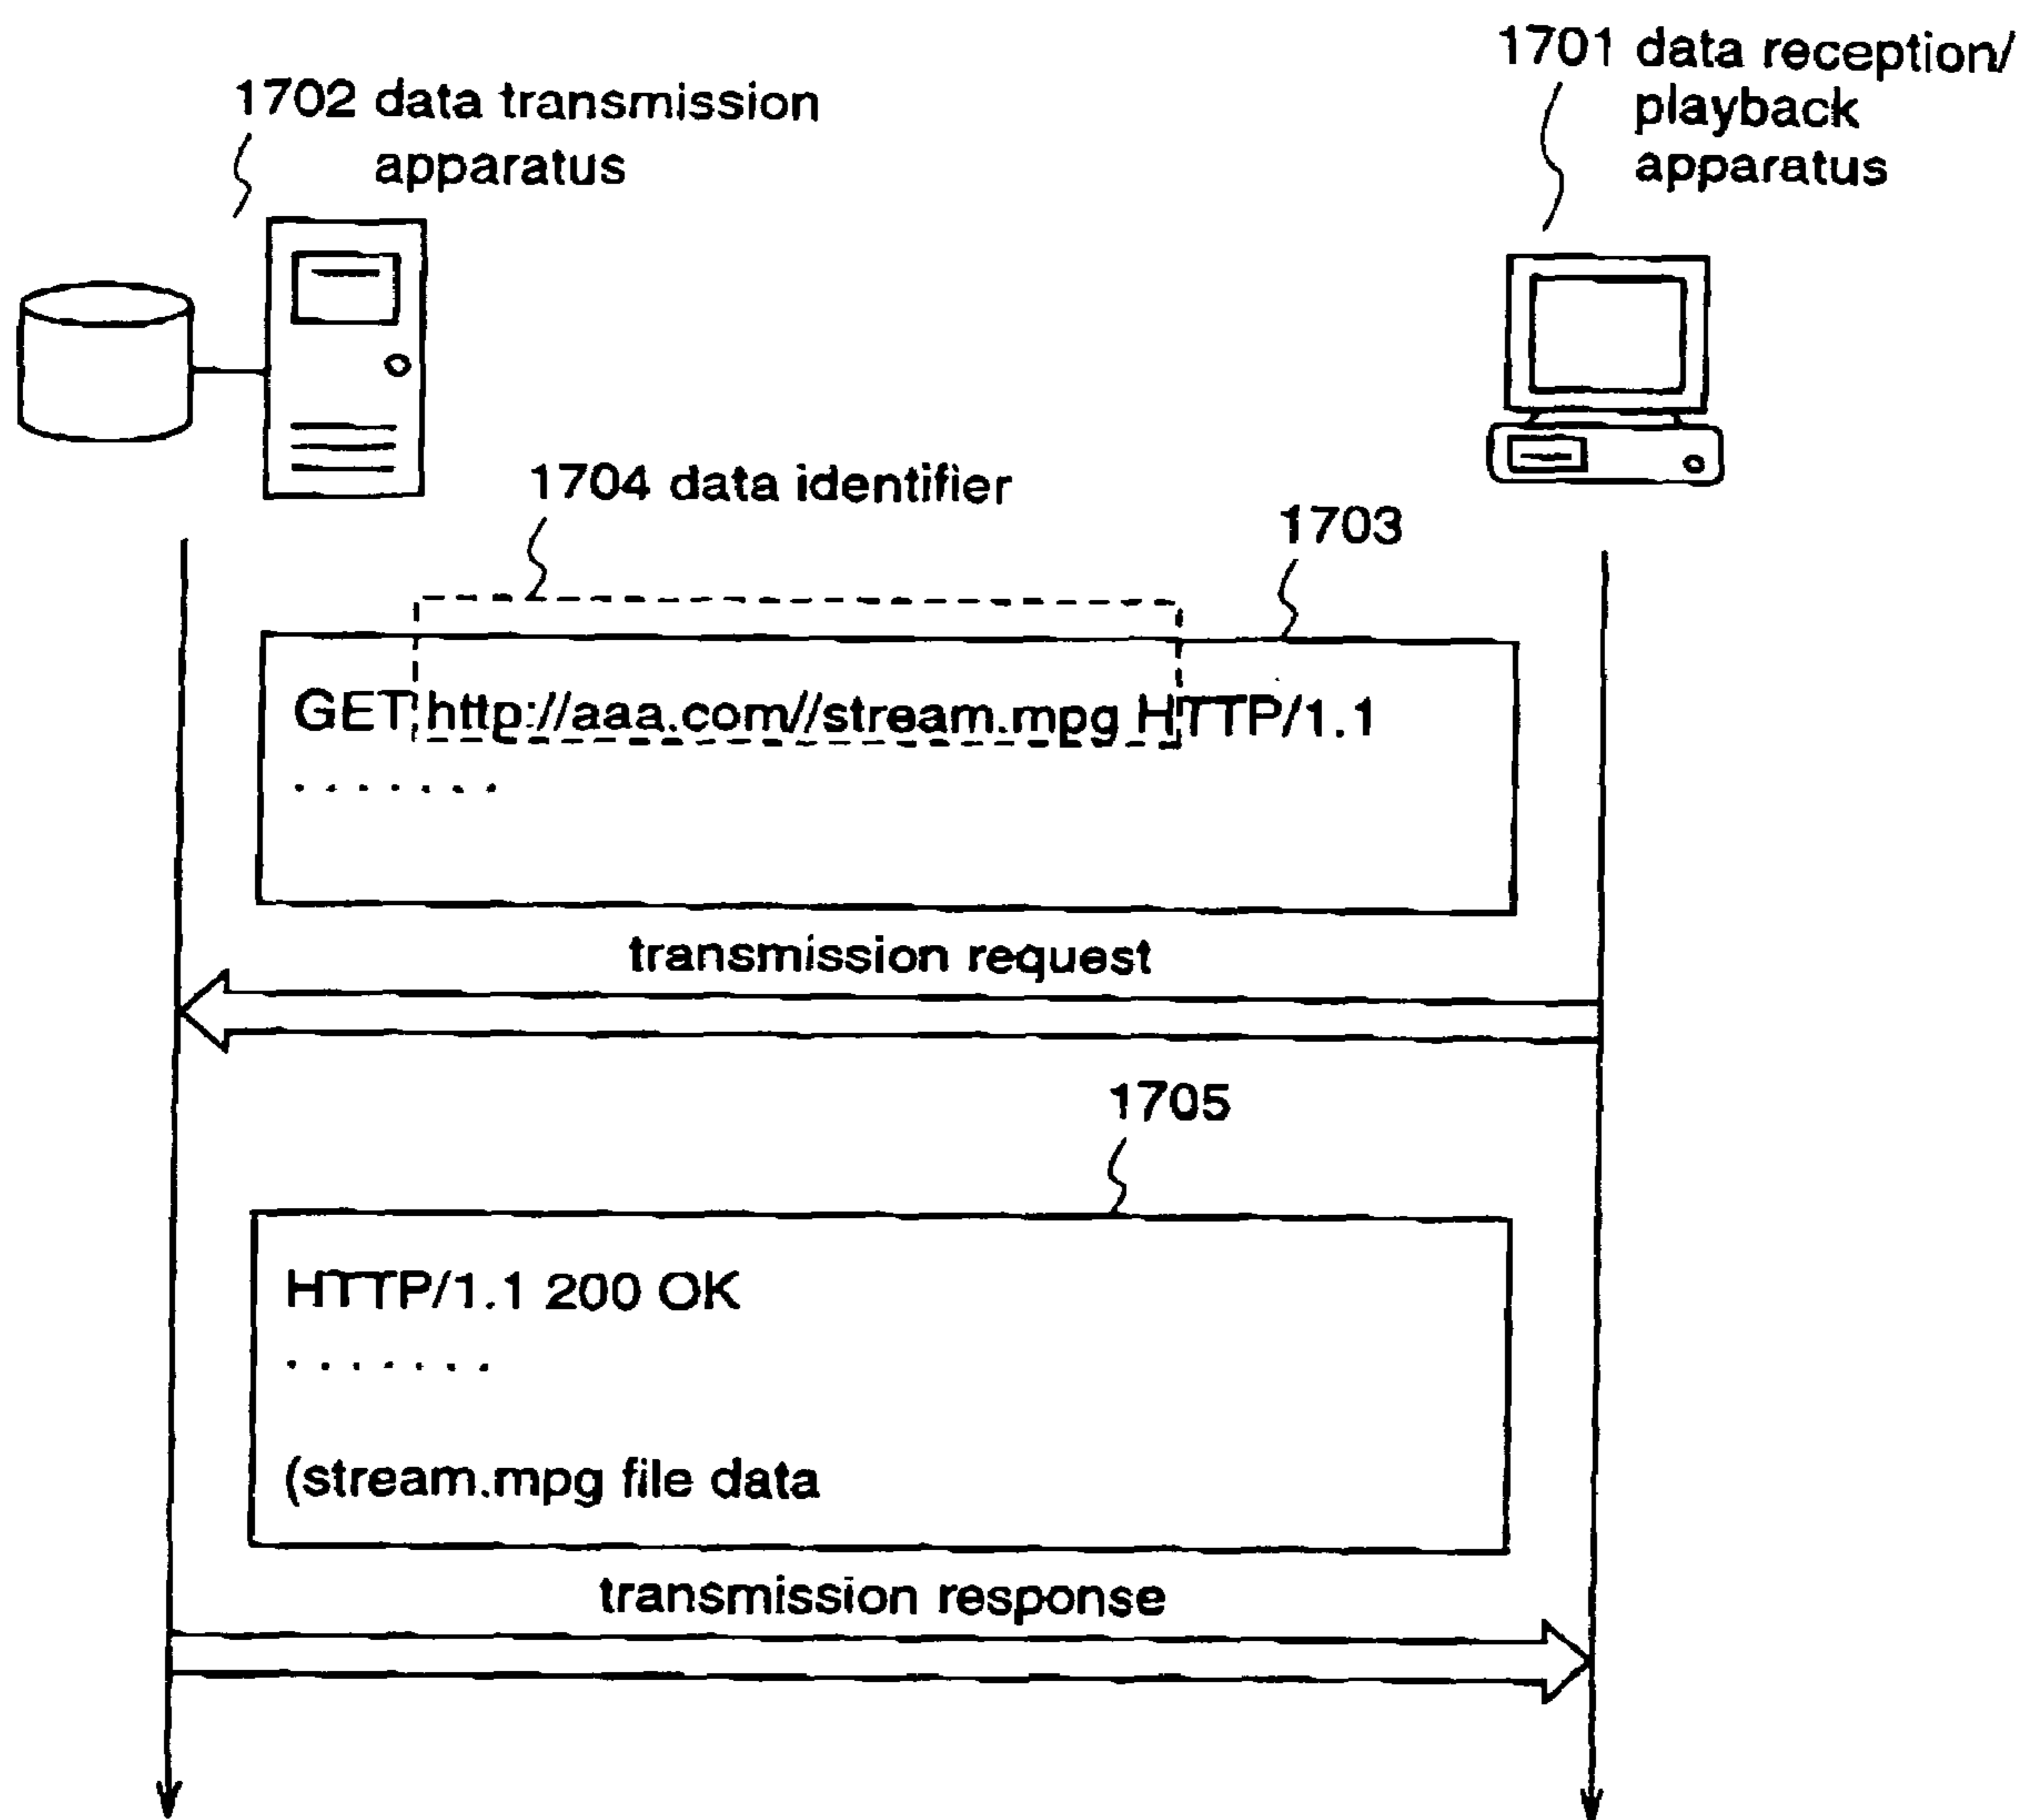 1701 data reception/
playback
apparatus
1702 data transmission
apparatus
1704 data identifier
1703
GET http://aaa.com//stream.mpg HTTP/1.1
.......
transmission request
1705
HTTP/1.1 200 OK
.......
(stream.mpg file data
transmission response